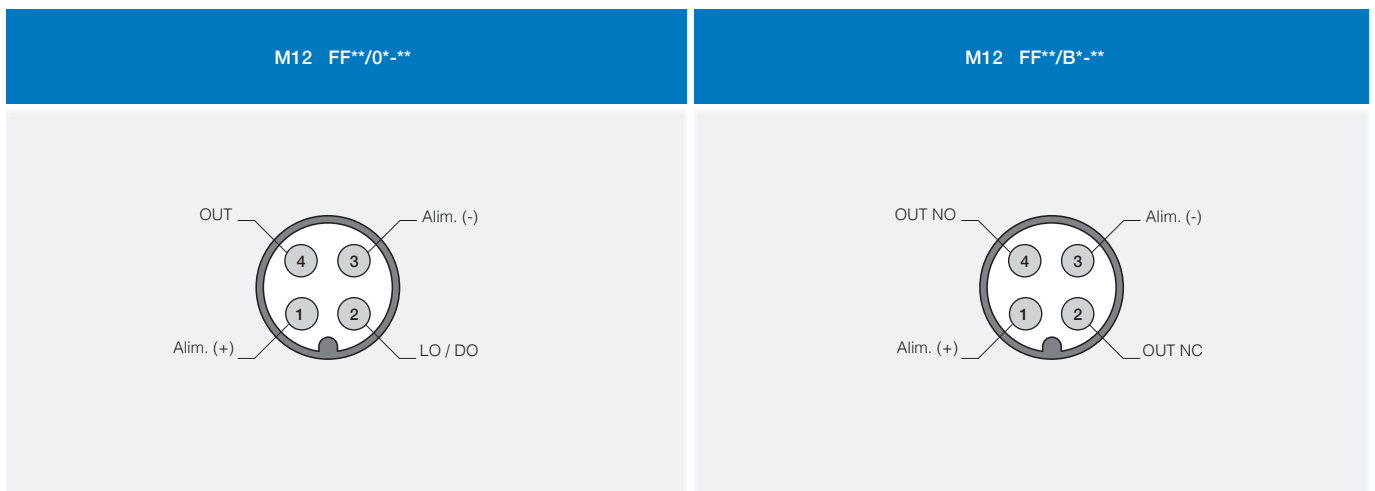 M12 FF**/0*-**
OUT
Alim. (-)
4
3
1
2
Alim. (+)
LO / DO
M12 FF**/B*-**
OUT NO
Alim. (-)
4
3
1
2
Alim. (+)
OUT NC